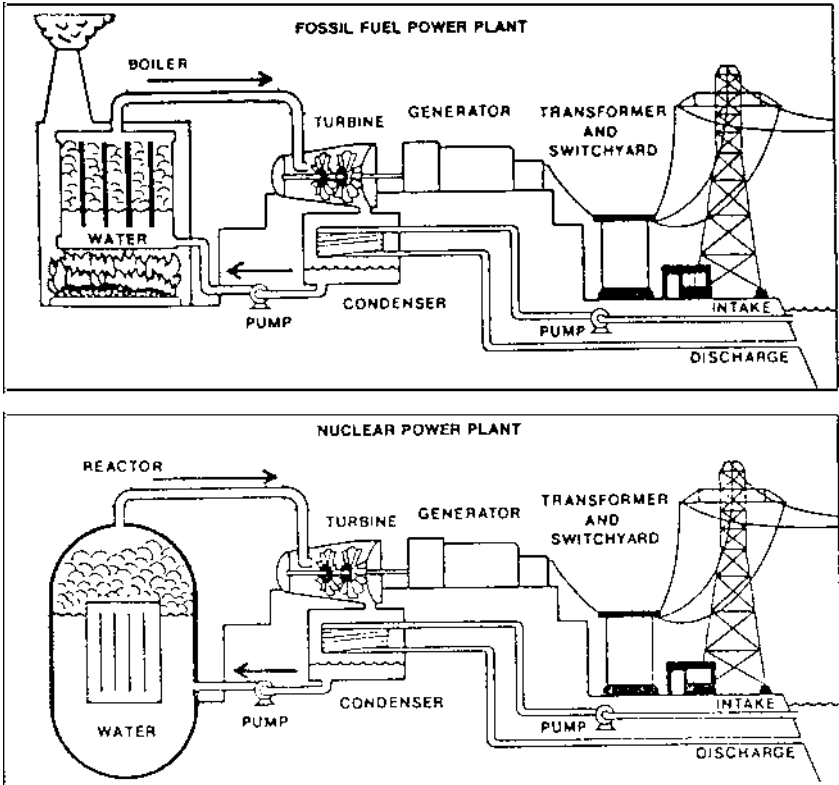 FOSSIL FUEL POWER PLANT
BOILER
TURBINE
GENERATOR
TRANSFORMER
AND
SWITCHYARD
WATER
PUMP
CONDENSER
PUMP
INTAKE
DISCHARGE
NUCLEAR POWER PLANT
REACTOR
TURBINE
GENERATOR
TRANSFORMER
AND
SWITCHYARD
WATER
PUMP
CONDENSER
PUMP
INTAKE
DISCHARGE